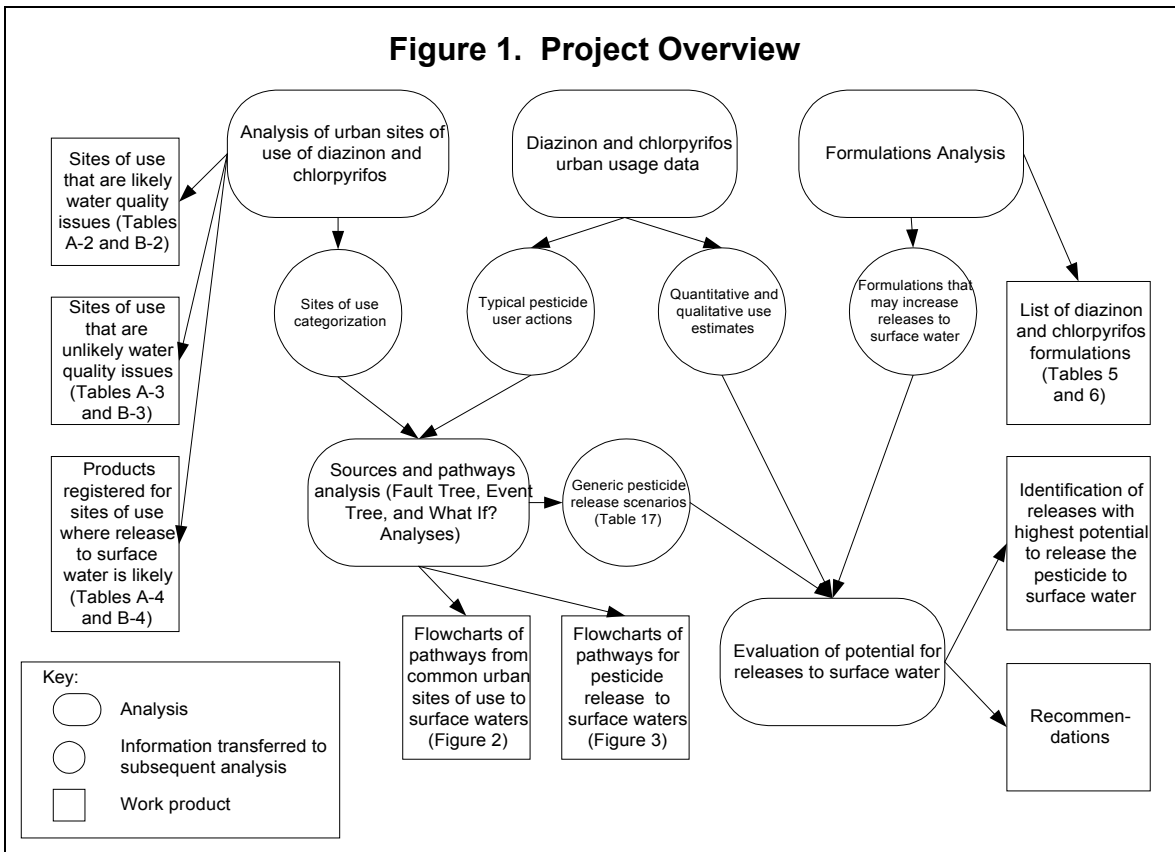 Figure 1. Project Overview
Analysis of urban sites of
use of diazinon and
chlorpyrifos
Diazinon and chlorpyrifos
urban usage data
Formulations Analysis
Sites of use
that are likely
water quality
issues (Tables
A-2 and B-2)
Sites of use
that are
unlikely water
quality issues
(Tables A-3
and B-3)
Products
registered for
sites of use
where release
to surface
water is likely
(Tables A-4
and B-4)
Sites of use
categorization
Typical pesticide
user actions
Quantitative and
qualitative use
estimates
Formulations that
may increase
releases to
surface water
List of diazinon
and chlorpyrifos
formulations
(Tables 5
and 6)
Sources and pathways
analysis (Fault Tree, Event
Tree, and What If?
Analyses)
Generic pesticide
release scenarios
(Table 17)
Identification of
releases with
highest potential
to release the
pesticide to
surface water
Flowcharts of
pathways from
common urban
sites of use to
surface waters
(Figure 2)
Flowcharts of
pathways for
pesticide
release to
surface waters
(Figure 3)
Evaluation of potential for
releases to surface water
Recommen-
dations
Key:
Analysis
Information transferred to
subsequent analysis
Work product